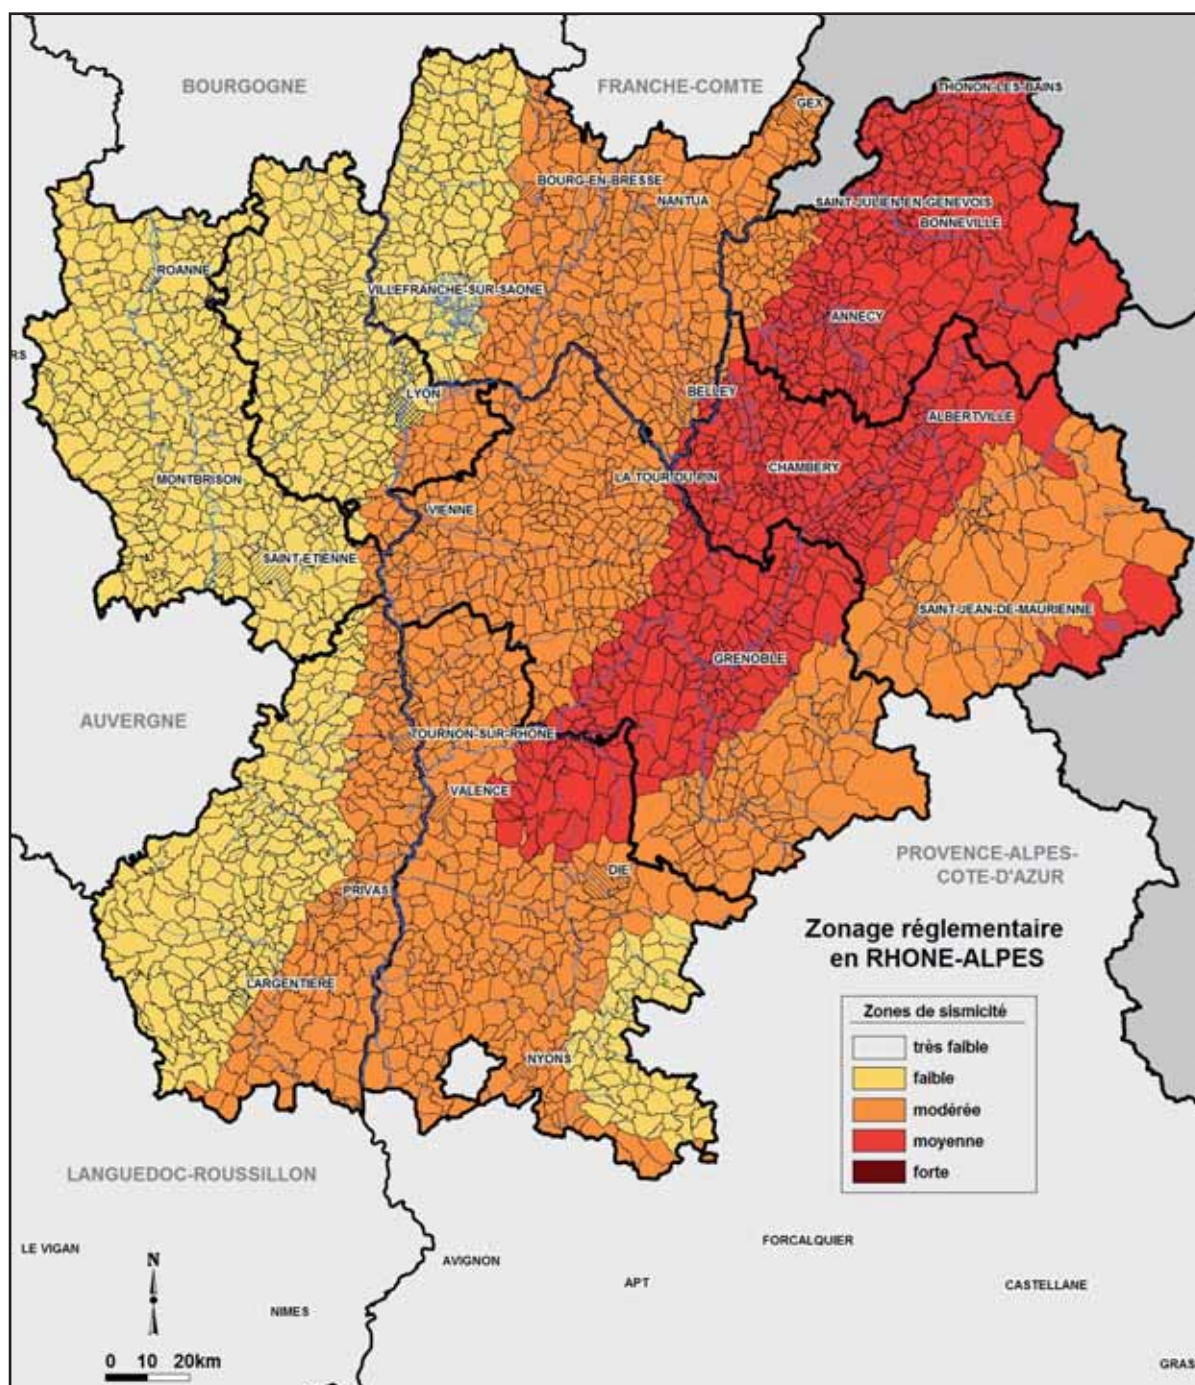 BOURGOGNE
FRANCHE-COMTE
THONON-LES-BAINS
GEX
BOURG-EN-BRESSE
NANTUA
SAINT-JULIEN-EN-GENEVOIS
BONNEVILLE
ROANNE
VILLEFRANCHE-SUR-SAONE
ANNECY
RS
LYON
BELLEY
ALBERTVILLE
MONTBRISON
LA TOUR-DU-PIN
CHAMBERY
VIENNE
SAINT-ETIENNE
SAINT-JEAN-DE-MAURIENNE
GRENOBLE
AUVERGNE
TOURNON-SUR-RHONE
VALENCE
PROVENCE-ALPES-
COTE-D'AZUR
DIE
PRIVAS
LARGENTIERE
NYONS
Zonage réglementaire
en RHONE-ALPES
Zones de sismicité
très faible
faible
modérée
moyenne
forte
LANGUEDOC-ROUSSILLON
LE VIGAN
AVIGNON
FORCALQUIER
APT
CASTELLANE
NIMES
GRAS
N
0 10 20km